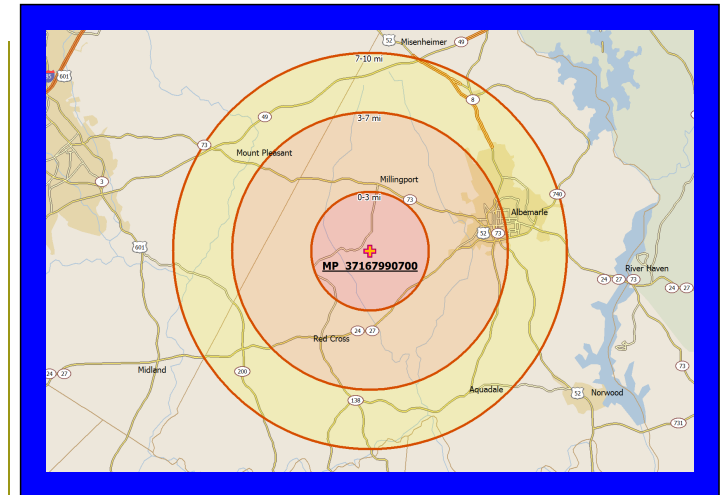 52
Misenheimer
49
7-10 mi
601
8
49
3-7 mi
73
Mount Pleasant
Millingport
3
0-3 mi
73
740
Albemarle
52
73
601
MP_37167990700
River Haven
24
27
73
24
27
24
27
Red Cross
73
24
27
Midland
200
Aquadale
52
Norwood
138
731